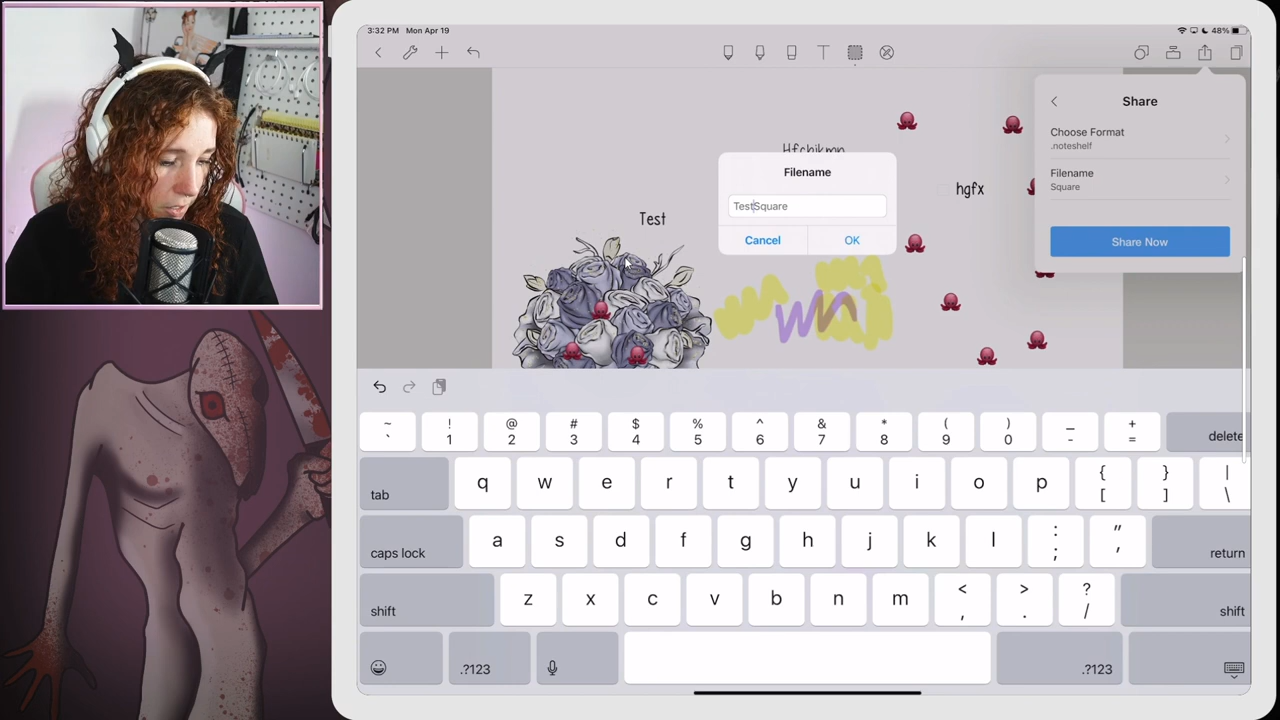 3:32 PM Mon Apr 19
48%
Share
Choose Format
.noteshelf
Filename
Square
Share Now
Filename
TestSquare
Cancel OK
hgfx
Test
~ ! @ # $ % ^ & * ( ) _ +
` 1 2 3 4 5 6 7 8 9 0 - = delete
tab q w e r t y u i o p { [ } ] | \
caps lock a s d f g h j k l : ; " ' return
shift z x c v b n m < , > . ? / shift
.?123 .?123